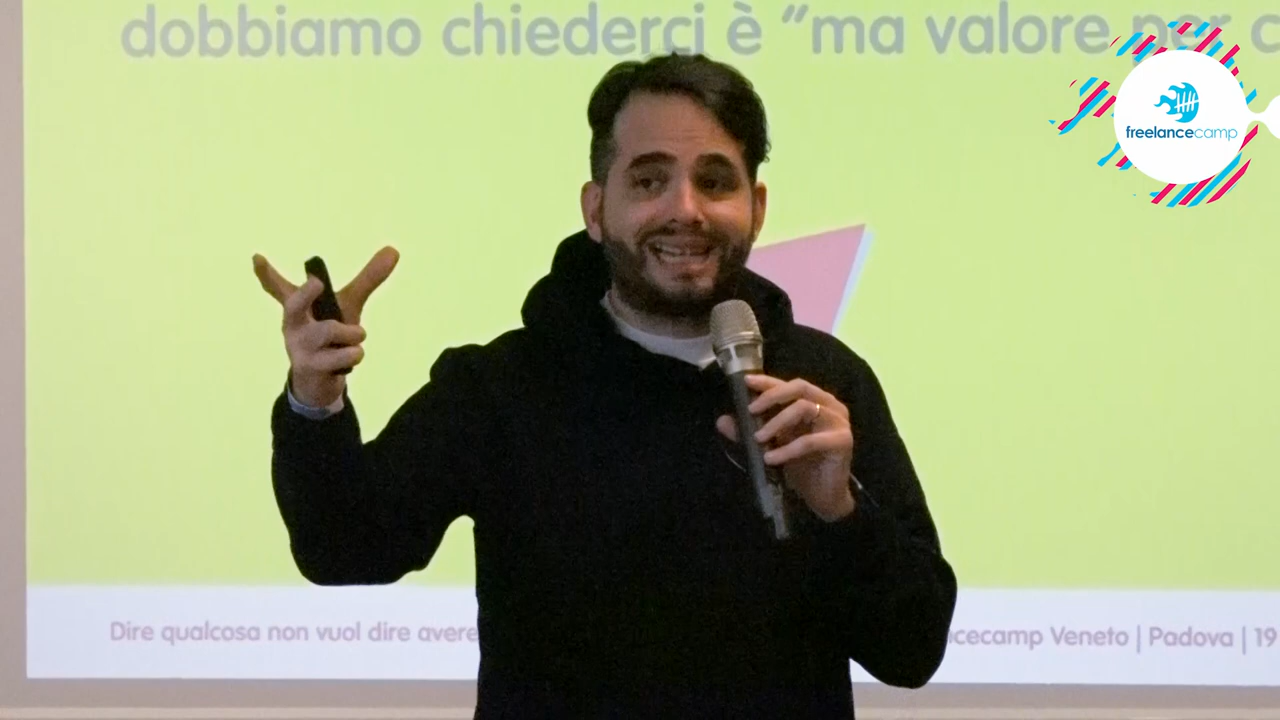 dobbiamo chiederci è “ma valore per c
freelancecamp
Dire qualcosa non vuol dire avere
cecamp Veneto | Padova | 19